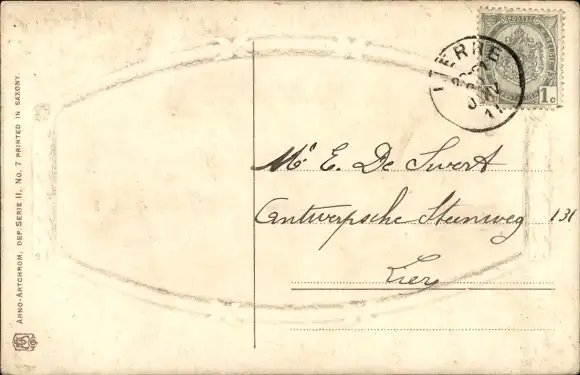 LIERRE
1c
Mr E. De Swert
Antwerpsche Steenweg 131
Lier
ARNO-ARTCHROM, DEP. SERIE II, No. 7 PRINTED IN SAXONY.